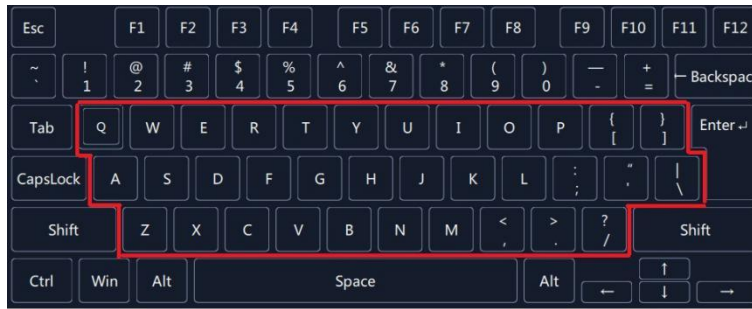 Esc F1 F2 F3 F4 F5 F6 F7 F8 F9 F10 F11 F12
~ ! @ # $ % ^ & * ( ) — +
` 1 2 3 4 5 6 7 8 9 0 - = ← Backspac
Tab Q W E R T Y U I O P { } Enter ↵
[ ]
CapsLock A S D F G H J K L : " |
; ' \
Shift Z X C V B N M < > ? Shift
, . /
Ctrl Win Alt Space Alt ↑
← ↓ →